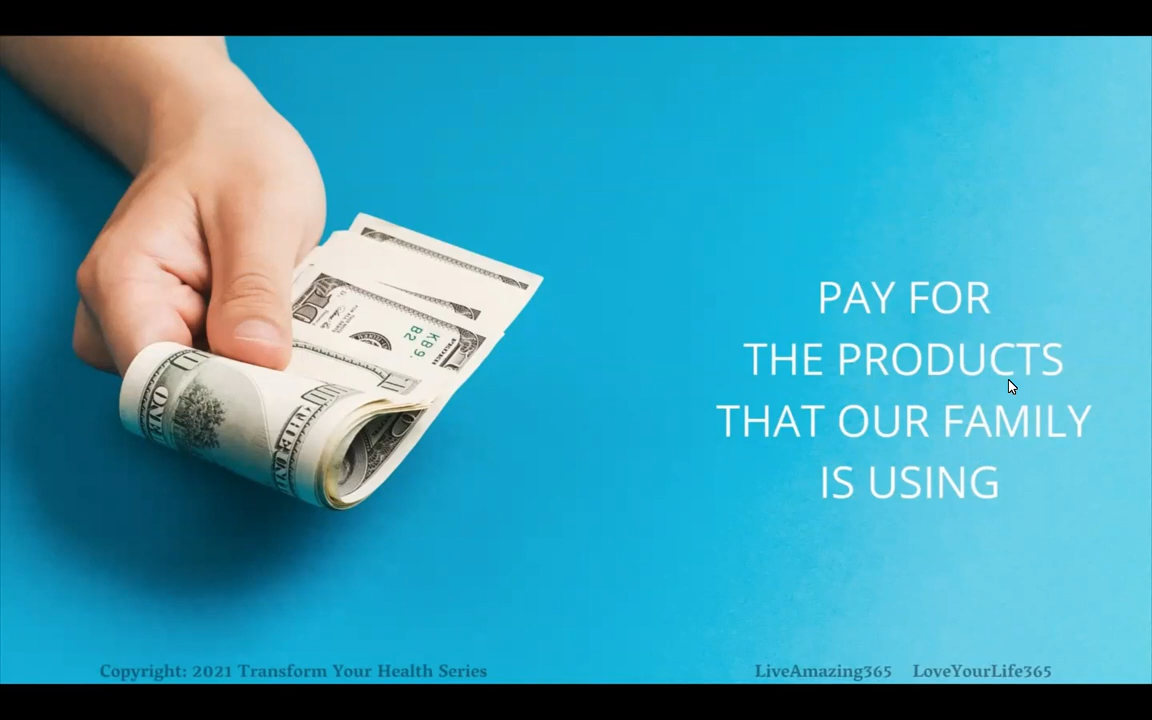 PAY FOR
THE PRODUCTS
THAT OUR FAMILY
IS USING
Copyright: 2021 Transform Your Health Series
LiveAmazing365 LoveYourLife365